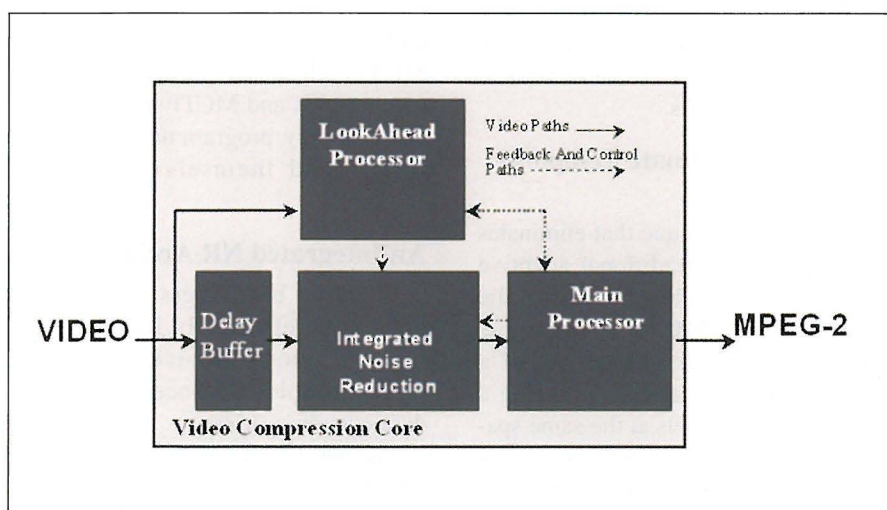 LookAhead
Processor
Video Paths
Feedback And Control
Paths
VIDEO
Delay
Buffer
Integrated
Noise
Reduction
Main
Processor
MPEG-2
Video Compression Core